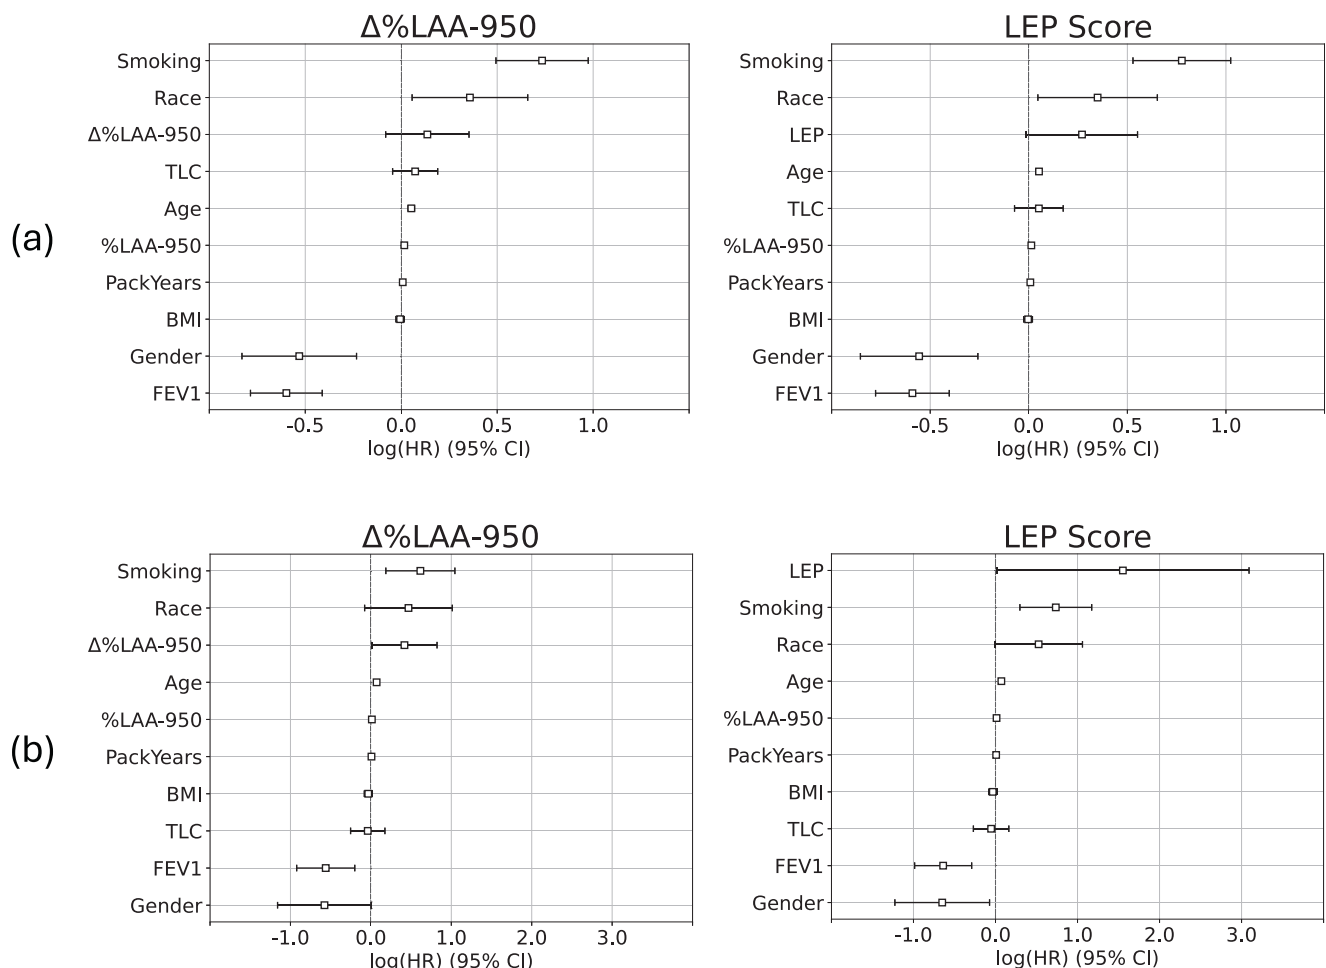 Δ%LAA-950
Smoking
Race
Δ%LAA-950
TLC
Age
%LAA-950
PackYears
BMI
Gender
FEV1
-0.5 0.0 0.5 1.0
log(HR) (95% CI)
LEP Score
Smoking
Race
LEP
Age
TLC
%LAA-950
PackYears
BMI
Gender
FEV1
-0.5 0.0 0.5 1.0
log(HR) (95% CI)
(a)
Δ%LAA-950
Smoking
Race
Δ%LAA-950
Age
%LAA-950
PackYears
BMI
TLC
FEV1
Gender
-1.0 0.0 1.0 2.0 3.0
log(HR) (95% CI)
LEP Score
LEP
Smoking
Race
Age
%LAA-950
PackYears
BMI
TLC
FEV1
Gender
-1.0 0.0 1.0 2.0 3.0
log(HR) (95% CI)
(b)